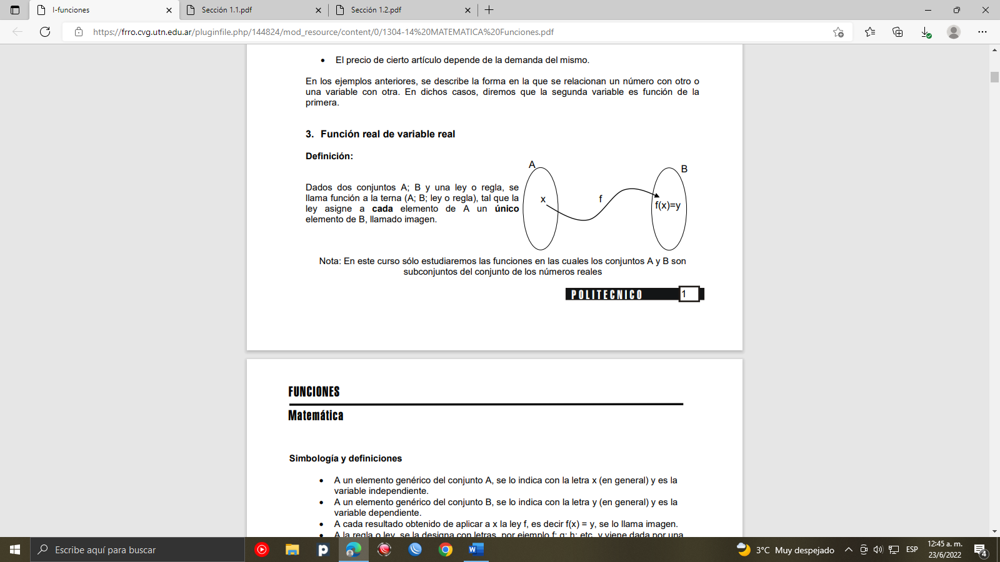 I-funciones
Sección 1.1.pdf
Sección 1.2.pdf
https://frro.cvg.utn.edu.ar/pluginfile.php/144824/mod_resource/content/0/1304-14%20MATEMATICA%20Funciones.pdf
• El precio de cierto artículo depende de la demanda del mismo.
En los ejemplos anteriores, se describe la forma en la que se relacionan un número con otro o
una variable con otra. En dichos casos, diremos que la segunda variable es función de la
primera.
3. Función real de variable real
Definición:
Dados dos conjuntos A; B y una ley o regla, se
llama función a la terna (A; B; ley o regla), tal que la
ley asigne a cada elemento de A un único
elemento de B, llamado imagen.
A
B
x
f
f(x)=y
Nota: En este curso sólo estudiaremos las funciones en las cuales los conjuntos A y B son
subconjuntos del conjunto de los números reales
POLITECNICO 1
FUNCIONES
Matemática
Simbología y definiciones
• A un elemento genérico del conjunto A, se lo indica con la letra x (en general) y es la
variable independiente.
• A un elemento genérico del conjunto B, se lo indica con la letra y (en general) y es la
variable dependiente.
• A cada resultado obtenido de aplicar a x la ley f, es decir f(x) = y, se lo llama imagen.
• A la regla o ley, se la designa con letras, por ejemplo f; g; h; etc. y viene dada por una
Escribe aquí para buscar
3°C Muy despejado
ESP
12:45 a. m.
23/6/2022
4